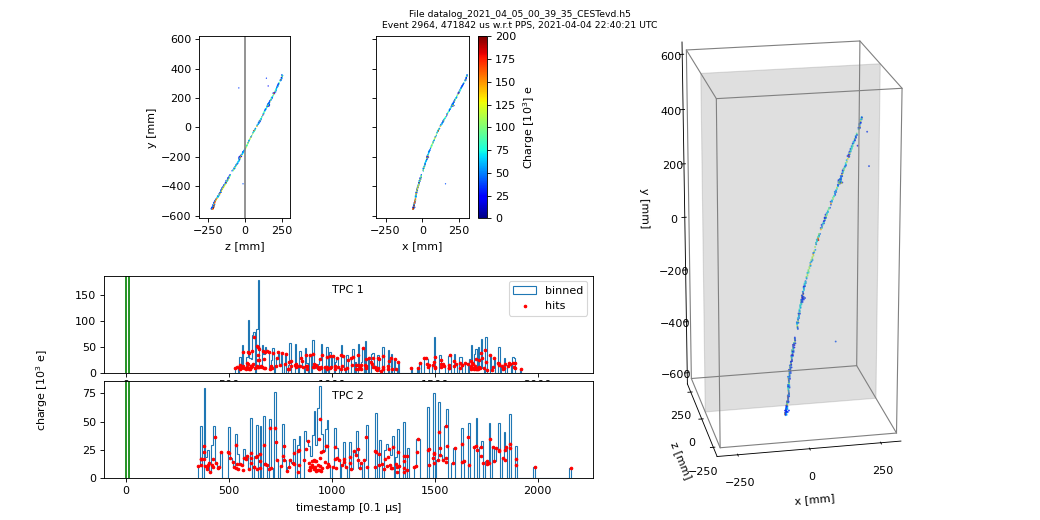 File datalog_2021_04_05_00_39_35_CESTevd.h5
Event 2964, 471842 us w.r.t PPS, 2021-04-04 22:40:21 UTC
600
400
200
0
−200
−400
−600
y [mm]
−250 0 250
z [mm]
−250 0 250
x [mm]
200
175
150
125
100
75
50
25
0
Charge [10³] e
600
400
200
0
−200
−400
−600
y [mm]
250
0
−250
z [mm]
−250
0
250
x [mm]
TPC 1
binned
hits
150
100
50
0
charge [10³ e]
TPC 2
75
50
25
0
0 500 1000 1500 2000
timestamp [0.1 μs]